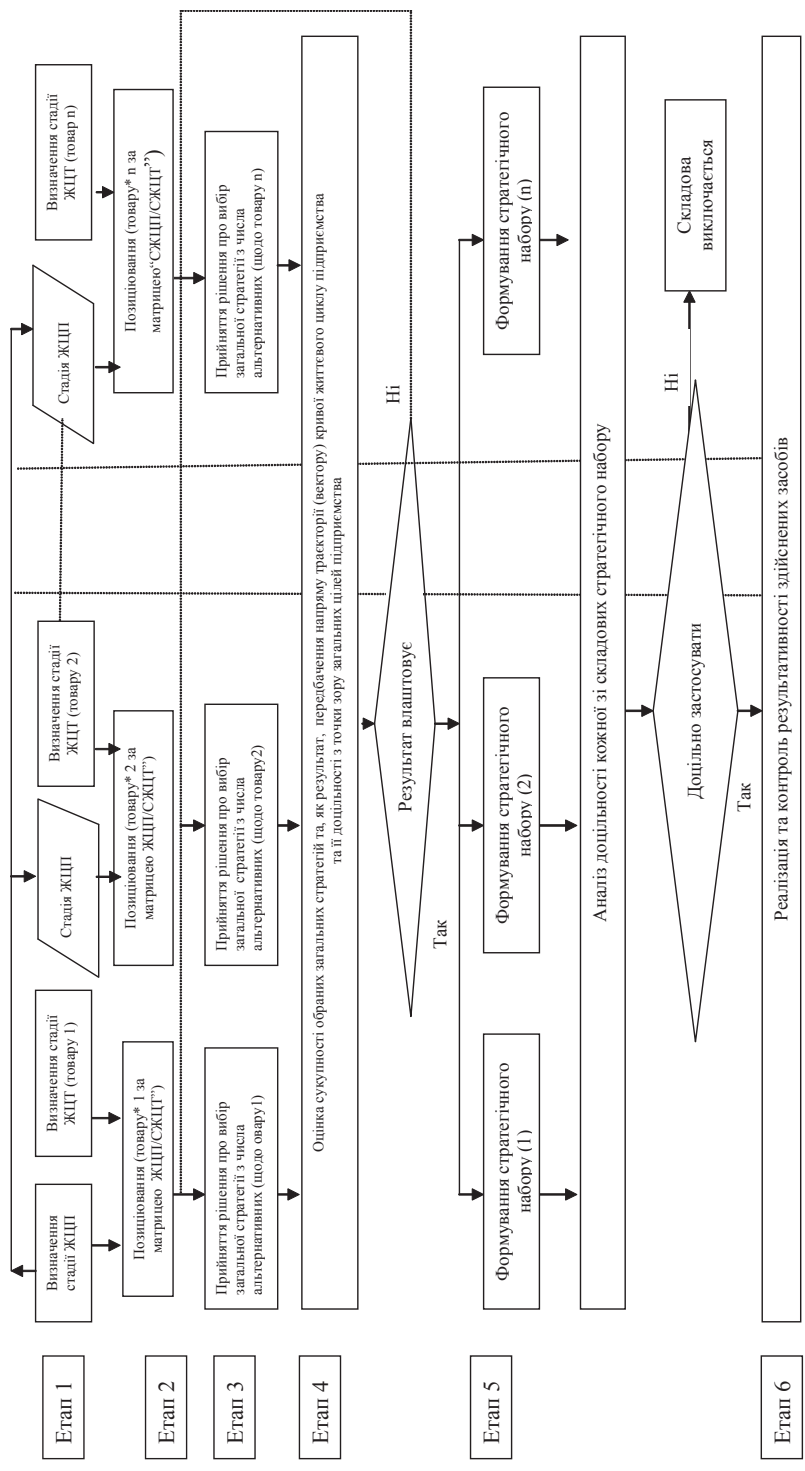 Етап 1
Визначення
стадії ЖЦП
Визначення стадії
ЖЦТ (товару 1)
Стадія ЖЦП
Визначення стадії
ЖЦТ (товару 2)
Стадія ЖЦП
Визначення стадії
ЖЦТ (товар n)
Етап 2
Позиціювання (товару* 1 за
матрицею ЖЦП/СЖЦТ”)
Позиціювання (товару* 2 за
матрицею ЖЦП/СЖЦТ”)
Позиціювання (товару* n за
матрицею“СЖЦП/СЖЦТ”)
Етап 3
Прийняття рішення про вибір
загальної стратегії з числа
альтернативних (щодо овару1)
Прийняття рішення про вибір
загальної стратегії з числа
альтернативних (щодо товару2)
Прийняття рішення про вибір
загальної стратегії з числа
альтернативних (щодо товару n)
Етап 4
Оцінка сукупності обраних загальних стратегій та, як результат, передбачення напряму траєкторії (вектору) кривої життєвого циклу підприємства
та її доцільності з точки зору загальних цілей підприємства
Результат влаштовує
Ні
Так
Етап 5
Формування стратегічного
набору (1)
Формування стратегічного
набору (2)
Формування стратегічного
набору (n)
Аналіз доцільності кожної зі складових стратегічного набору
Доцільно застосувати
Ні
Складова
виключається
Так
Етап 6
Реалізація та контроль результативності здійснених засобів